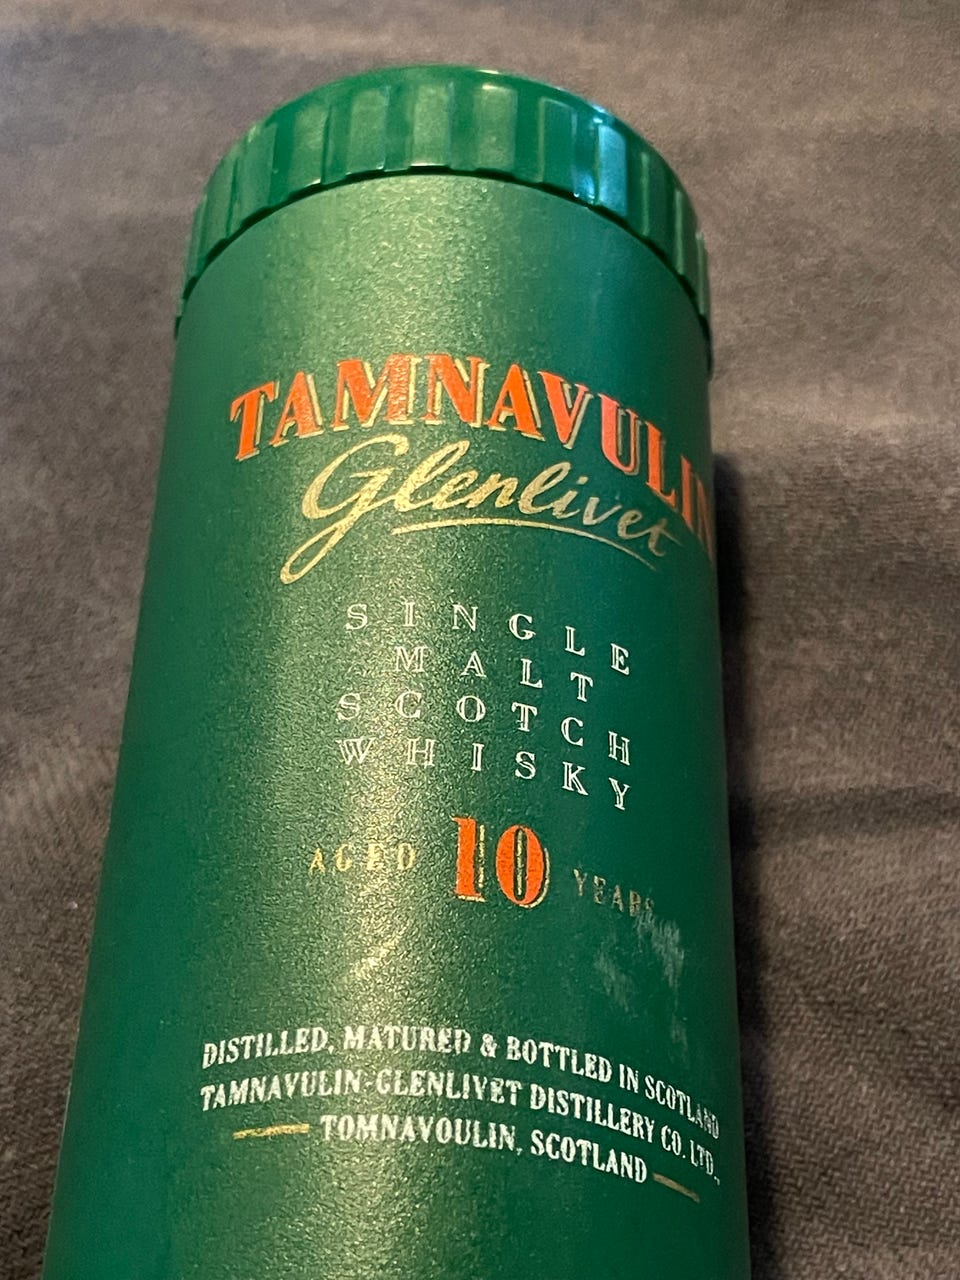 TAMNAVULIN
Glenlivet
SINGLE
MALT
SCOTCH
WHISKY
AGED 10 YEARS
DISTILLED, MATURED & BOTTLED IN SCOTLAND
TAMNAVULIN-GLENLIVET DISTILLERY CO. LTD.,
TOMNAVOULIN, SCOTLAND